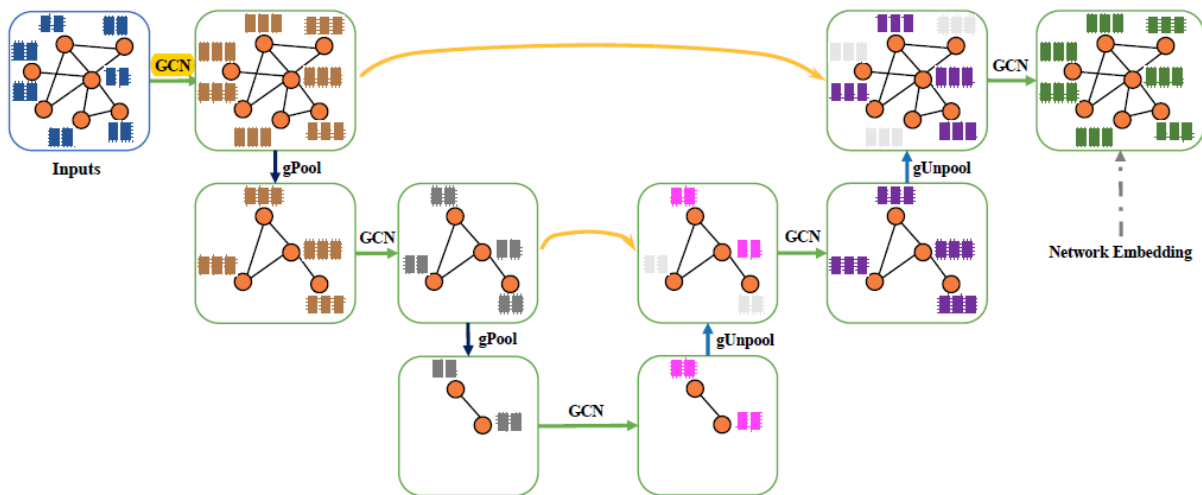 GCN
GCN
Inputs
gPool
gUnpool
GCN
GCN
Network Embedding
gPool
gUnpool
GCN